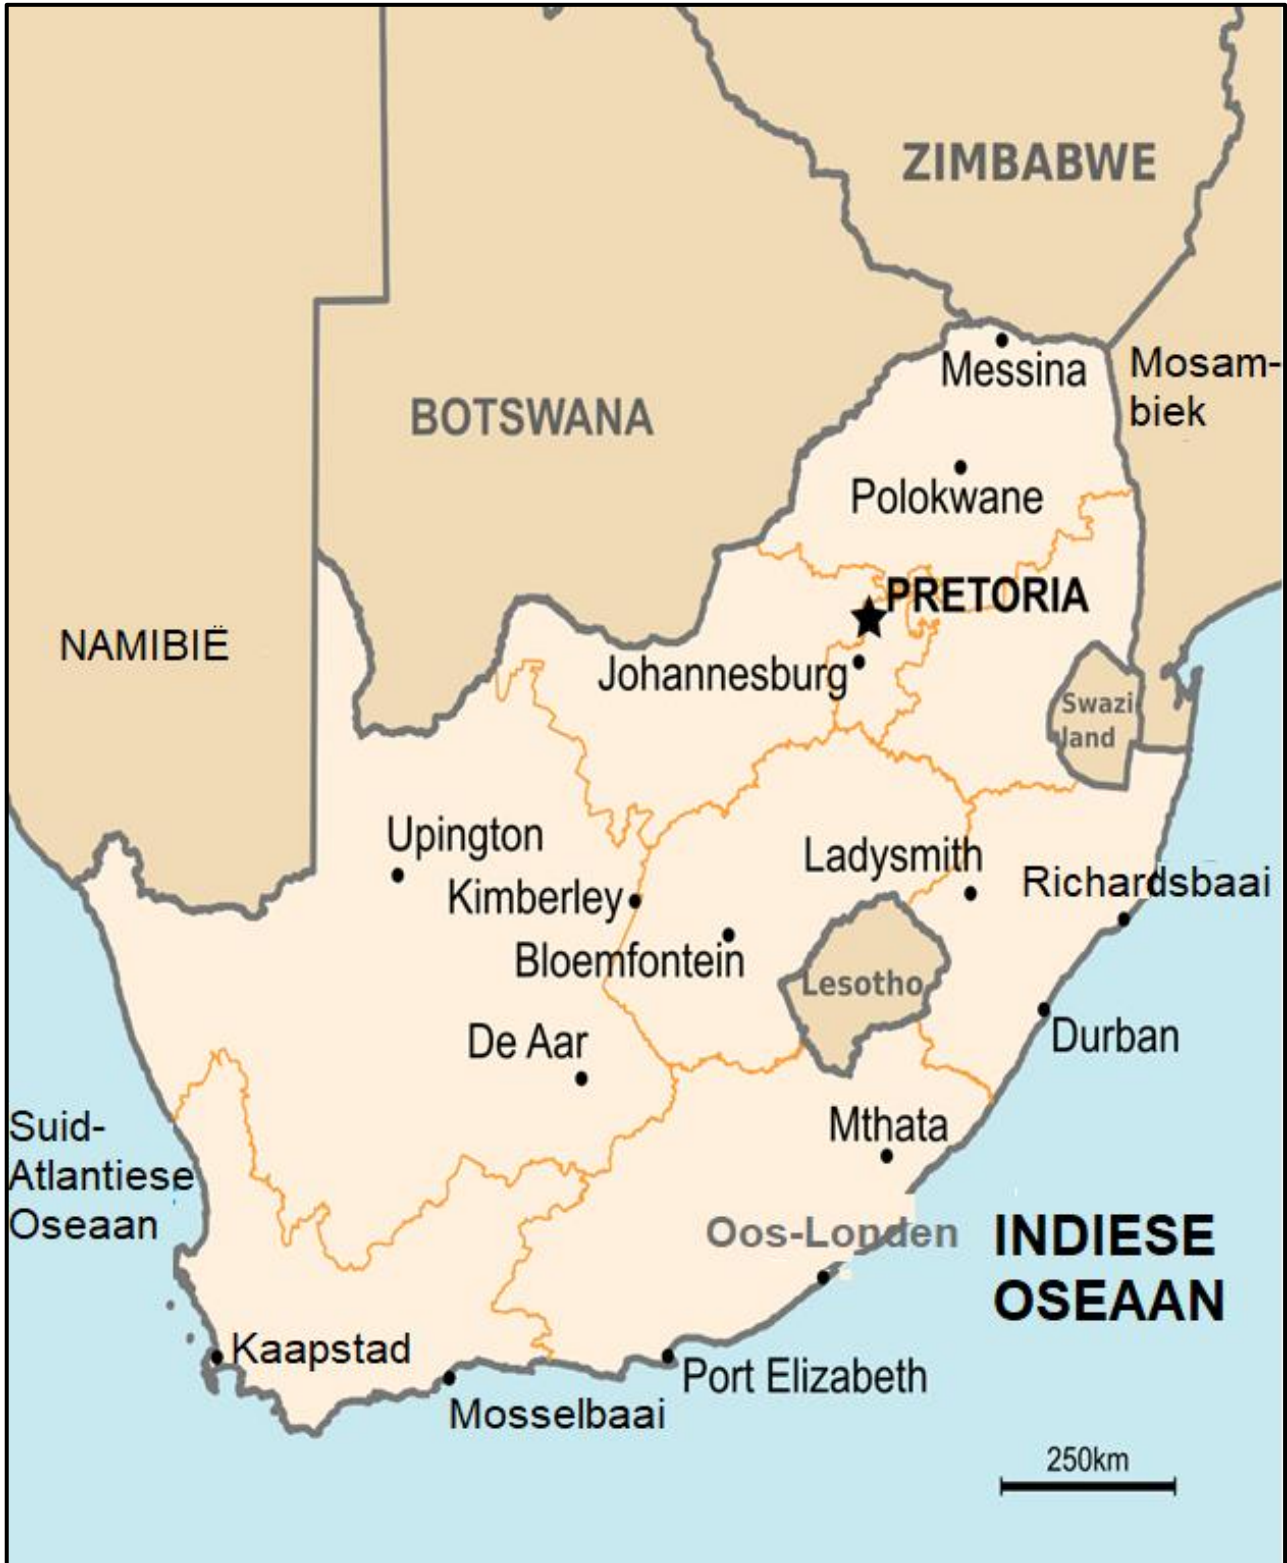 ZIMBABWE
Messina
Mosam-
biek
BOTSWANA
Polokwane
PRETORIA
NAMIBIË
Johannesburg
Swazi-
land
Upington
Ladysmith
Kimberley
Richardsbaai
Bloemfontein
Lesotho
De Aar
Durban
Mthata
Suid-
Atlantiese
Oseaan
Oos-Londen
INDIESE
OSEAAN
Kaapstad
Port Elizabeth
Mosselbaai
250km